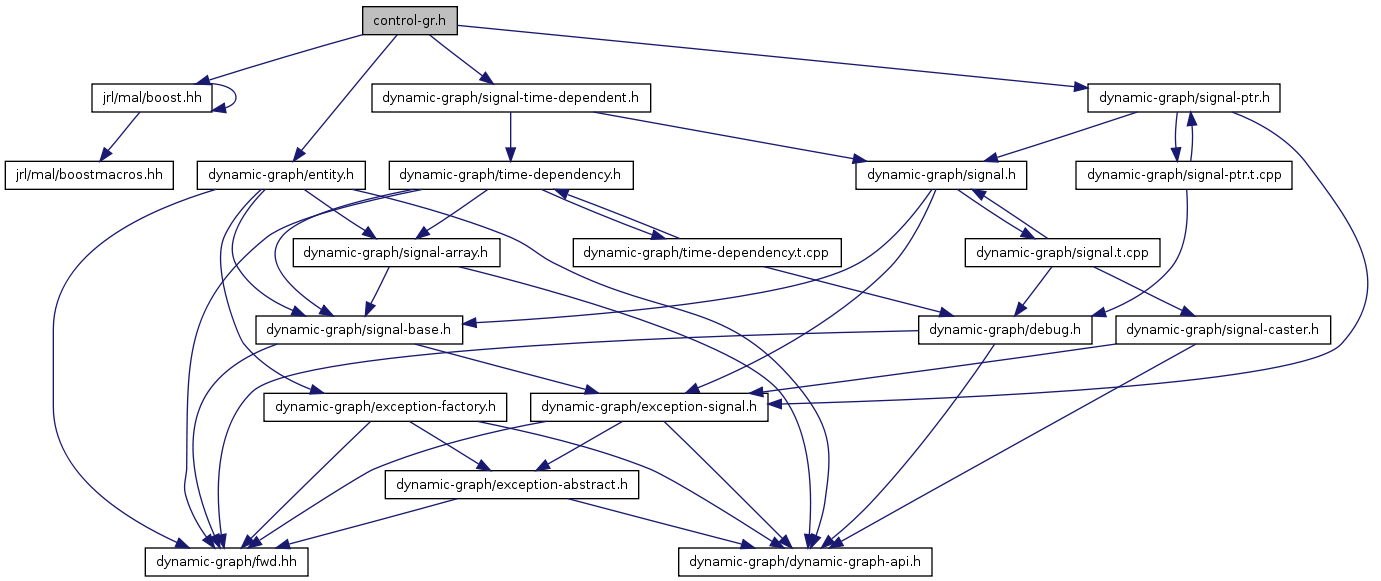 control-gr.h
jrl/mal/boost.hh
dynamic-graph/signal-time-dependent.h
dynamic-graph/signal-ptr.h
jrl/mal/boostmacros.hh
dynamic-graph/entity.h
dynamic-graph/time-dependency.h
dynamic-graph/signal.h
dynamic-graph/signal-ptr.t.cpp
dynamic-graph/signal-array.h
dynamic-graph/time-dependency.t.cpp
dynamic-graph/signal.t.cpp
dynamic-graph/signal-base.h
dynamic-graph/debug.h
dynamic-graph/signal-caster.h
dynamic-graph/exception-factory.h
dynamic-graph/exception-signal.h
dynamic-graph/exception-abstract.h
dynamic-graph/fwd.hh
dynamic-graph/dynamic-graph-api.h